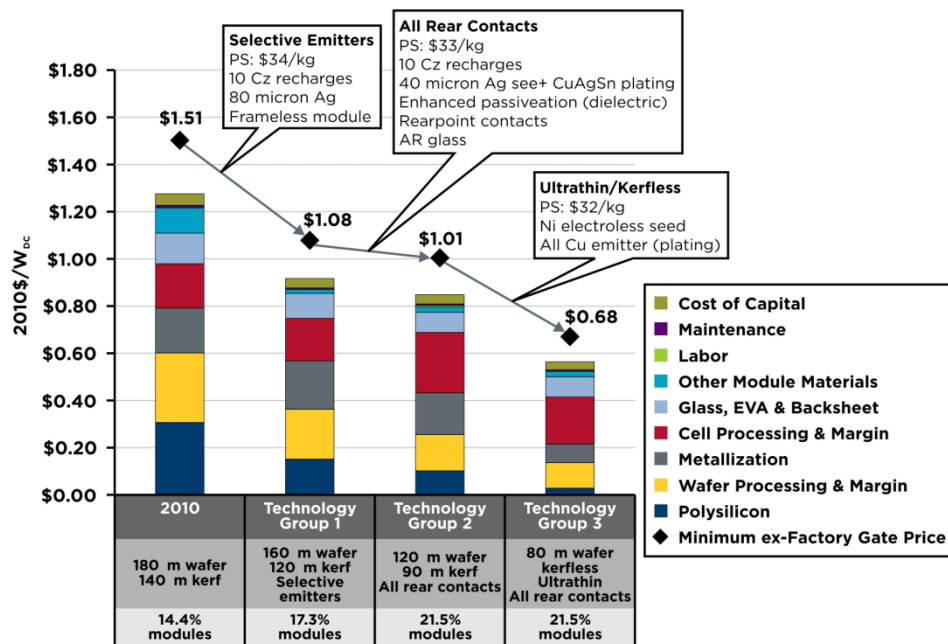 Selective Emitters
PS: $34/kg
10 Cz recharges
80 micron Ag
Frameless module
All Rear Contacts
PS: $33/kg
10 Cz recharges
40 micron Ag see+ CuAgSn plating
Enhanced passiveation (dielectric)
Rearpoint contacts
AR glass
Ultrathin/Kerfless
PS: $32/kg
Ni electroless seed
All Cu emitter (plating)
2010$/W_DC
$1.80
$1.60
$1.40
$1.20
$1.00
$0.80
$0.60
$0.40
$0.20
$0.00
$1.51
$1.08
$1.01
$0.68
Cost of Capital
Maintenance
Labor
Other Module Materials
Glass, EVA & Backsheet
Cell Processing & Margin
Metallization
Wafer Processing & Margin
Polysilicon
Minimum ex-Factory Gate Price
2010
180 m wafer
140 m kerf
14.4%
modules
Technology
Group 1
160 m wafer
120 m kerf
Selective
emitters
17.3%
modules
Technology
Group 2
120 m wafer
90 m kerf
All rear contacts
21.5%
modules
Technology
Group 3
80 m wafer
kerfless
Ultrathin
All rear contacts
21.5%
modules